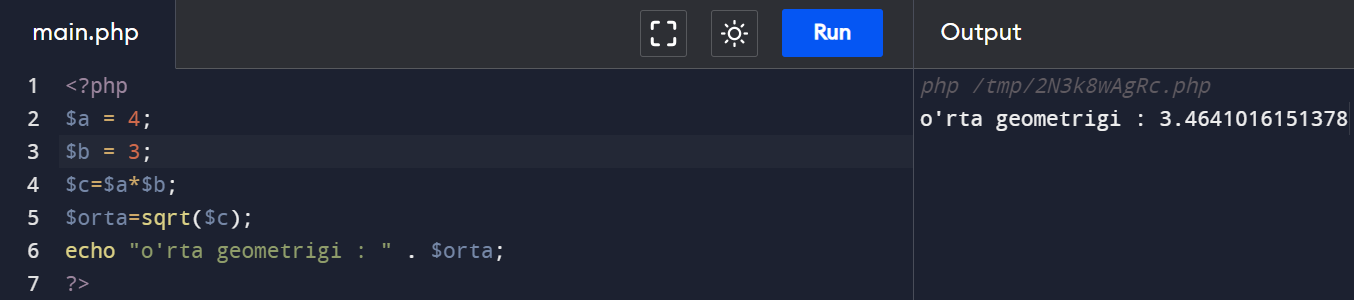 main.php
Run
Output
1 <?php
2 $a = 4;
3 $b = 3;
4 $c=$a*$b;
5 $orta=sqrt($c);
6 echo "o'rta geometrigi : " . $orta;
7 ?>
php /tmp/2N3k8wAgRc.php
o'rta geometrigi : 3.4641016151378